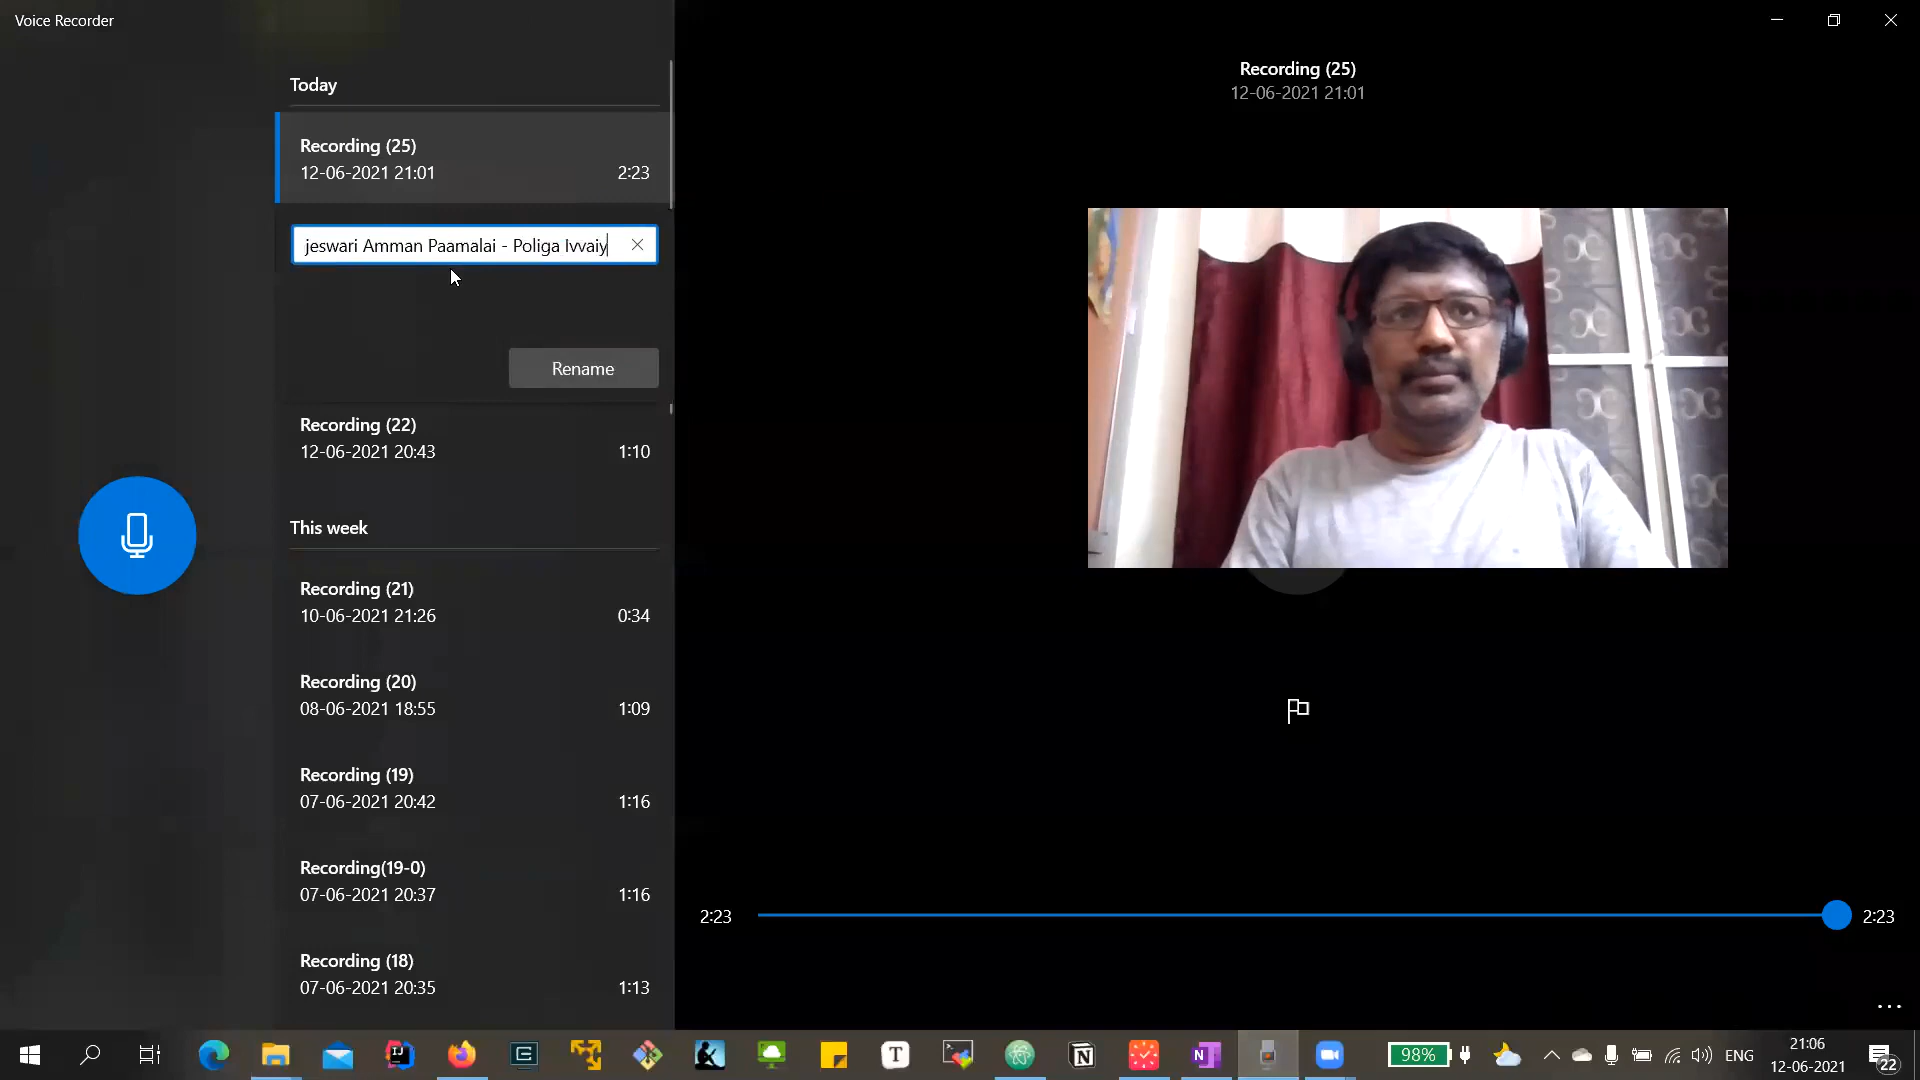 Voice Recorder
Today
Recording (25)
12-06-2021 21:01
2:23
jeswari Amman Paamalai - Poliga Ivvaiy
Rename
Recording (22)
12-06-2021 20:43
1:10
This week
Recording (21)
10-06-2021 21:26
0:34
Recording (20)
08-06-2021 18:55
1:09
Recording (19)
07-06-2021 20:42
1:16
Recording(19-0)
07-06-2021 20:37
1:16
Recording (18)
07-06-2021 20:35
1:13
Recording (25)
12-06-2021 21:01
2:23
2:23
98%
ENG
21:06
12-06-2021
22